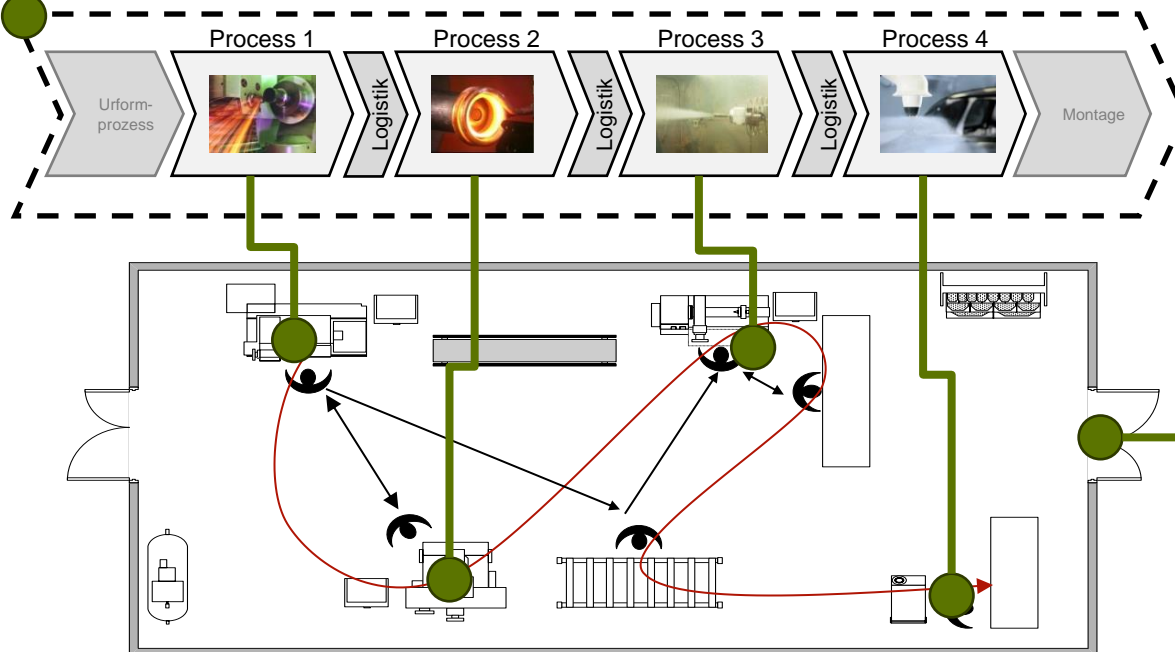 Process 1
Process 2
Process 3
Process 4
Urform-
prozess
Logistik
Logistik
Logistik
Montage